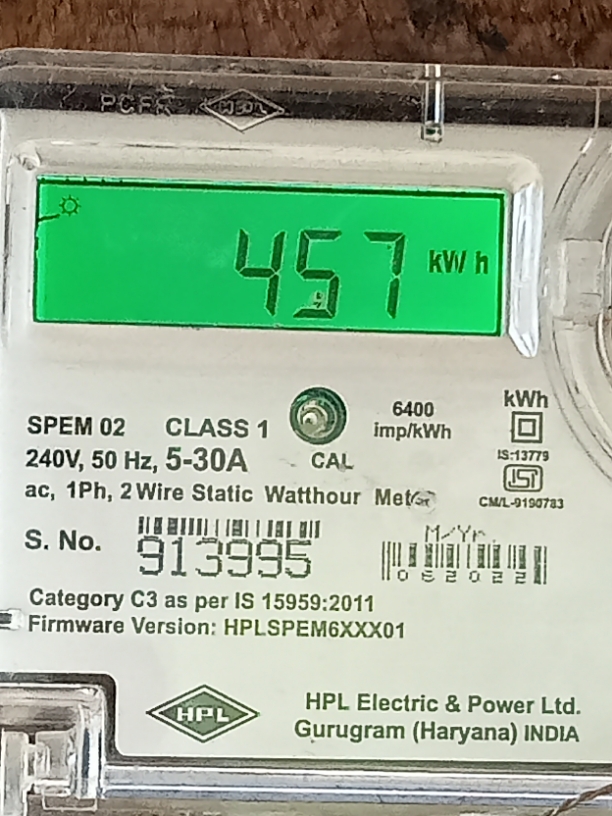 457 kWh
SPEM 02 CLASS 1
6400
imp/kWh
kWh
240V, 50 Hz, 5-30A
CAL
IS:13779
ac, 1Ph, 2 Wire Static Watthour Meter
CM/L-9190783
S. No. 913995
M/Yr.
062022
Category C3 as per IS 15959:2011
Firmware Version: HPLSPEM6XXX01
HPL
HPL Electric & Power Ltd.
Gurugram (Haryana) INDIA